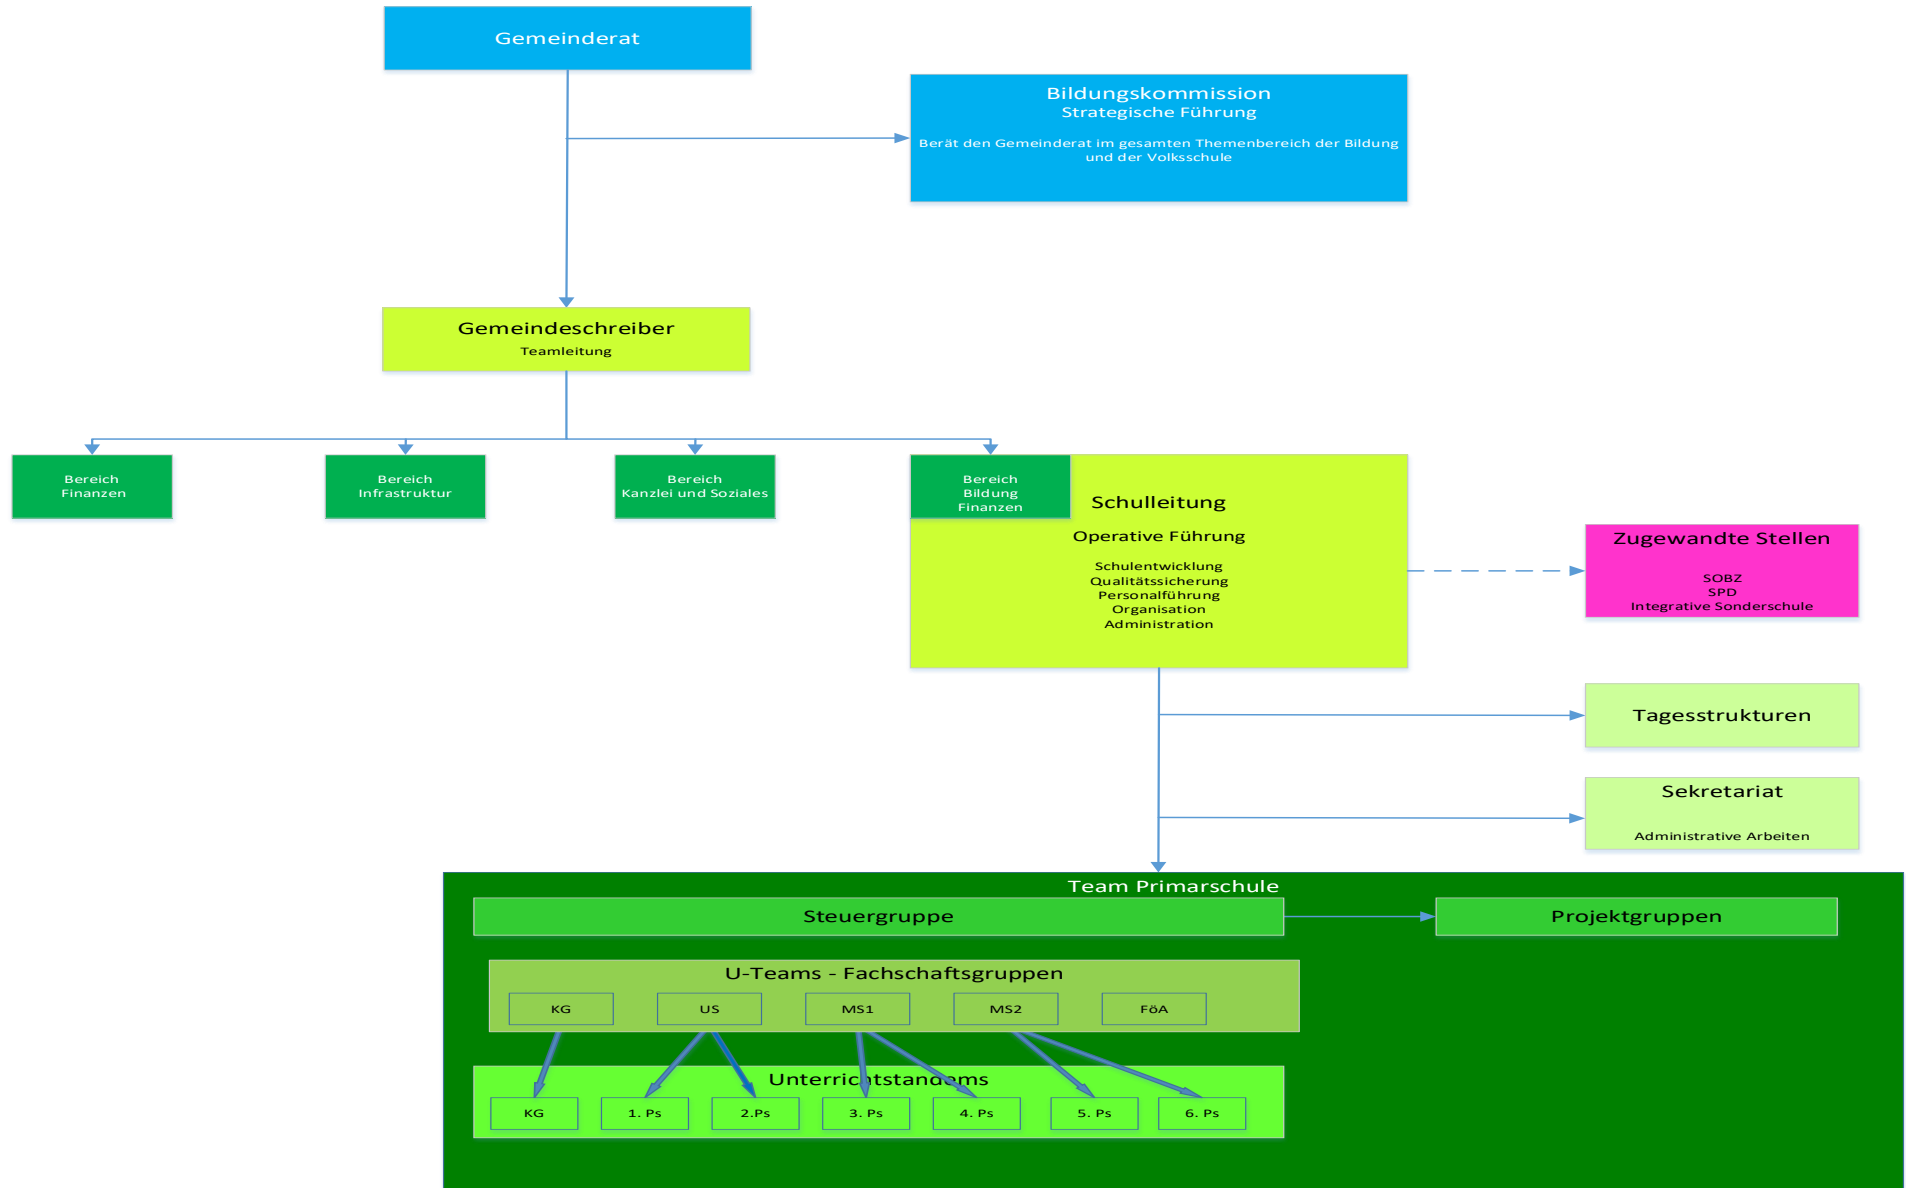 Gemeinderat
Bildungskommission
Strategische Führung
Berät den Gemeinderat im gesamten Themenbereich der Bildung
und der Volksschule
Gemeindeschreiber
Teamleitung
Bereich
Finanzen
Bereich
Infrastruktur
Bereich
Kanzlei und Soziales
Bereich
Bildung
Finanzen
Schulleitung
Operative Führung
Schulentwicklung
Qualitätssicherung
Personalführung
Organisation
Administration
Zugewandte Stellen
SOBZ
SPD
Integrative Sonderschule
Tagesstrukturen
Sekretariat
Administrative Arbeiten
Team Primarschule
Steuergruppe
Projektgruppen
U-Teams - Fachschaftsgruppen
KG
US
MS1
MS2
FöA
Unterrichtstandems
KG
1. Ps
2.Ps
3. Ps
4. Ps
5. Ps
6. Ps